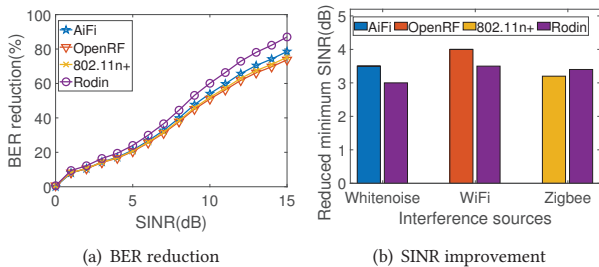 BER reduction(%)
100
80
60
40
20
0
AiFi
OpenRF
802.11n+
Rodin
0 5 10 15
SINR(dB)
(a) BER reduction
Reduced minimum SINR(dB)
5
4
3
2
1
0
AiFi OpenRF 802.11n+ Rodin
Whitenoise WiFi Zigbee
Interference sources
(b) SINR improvement